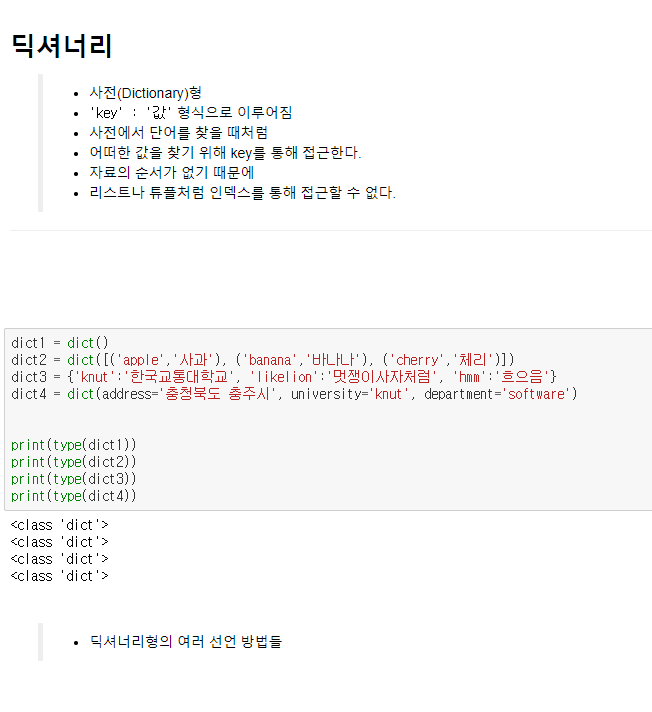 딕셔너리
사전(Dictionary)형
'key' : '값' 형식으로 이루어짐
사전에서 단어를 찾을 때처럼
어떠한 값을 찾기 위해 key를 통해 접근한다.
자료의 순서가 없기 때문에
리스트나 튜플처럼 인덱스를 통해 접근할 수 없다.
dict1 = dict()
dict2 = dict([('apple','사과'), ('banana','바나나'), ('cherry','체리')])
dict3 = {'knut':'한국교통대학교', 'likelion':'멋쟁이사자처럼', 'hmm':'흐으음'}
dict4 = dict(address='충청북도 충주시', university='knut', department='software')
print(type(dict1))
print(type(dict2))
print(type(dict3))
print(type(dict4))
<class 'dict'>
<class 'dict'>
<class 'dict'>
<class 'dict'>
딕셔너리형의 여러 선언 방법들